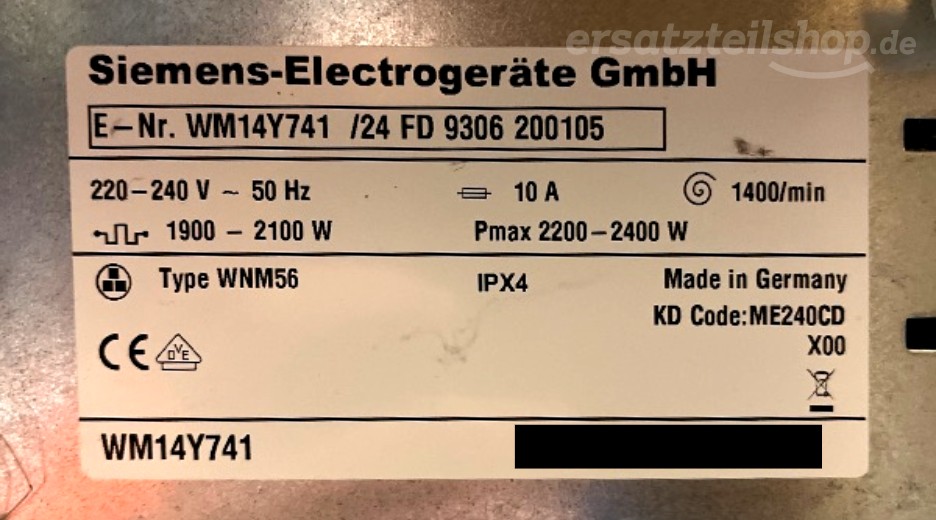 ersatzteilshop.de
Siemens-Electrogeräte GmbH
E–Nr. WM14Y741 /24 FD 9306 200105
220–240 V ~ 50 Hz 10 A 1400/min
1900 – 2100 W Pmax 2200–2400 W
Type WNM56 IPX4 Made in Germany
KD Code:ME240CD
X00
CE DVE
WM14Y741